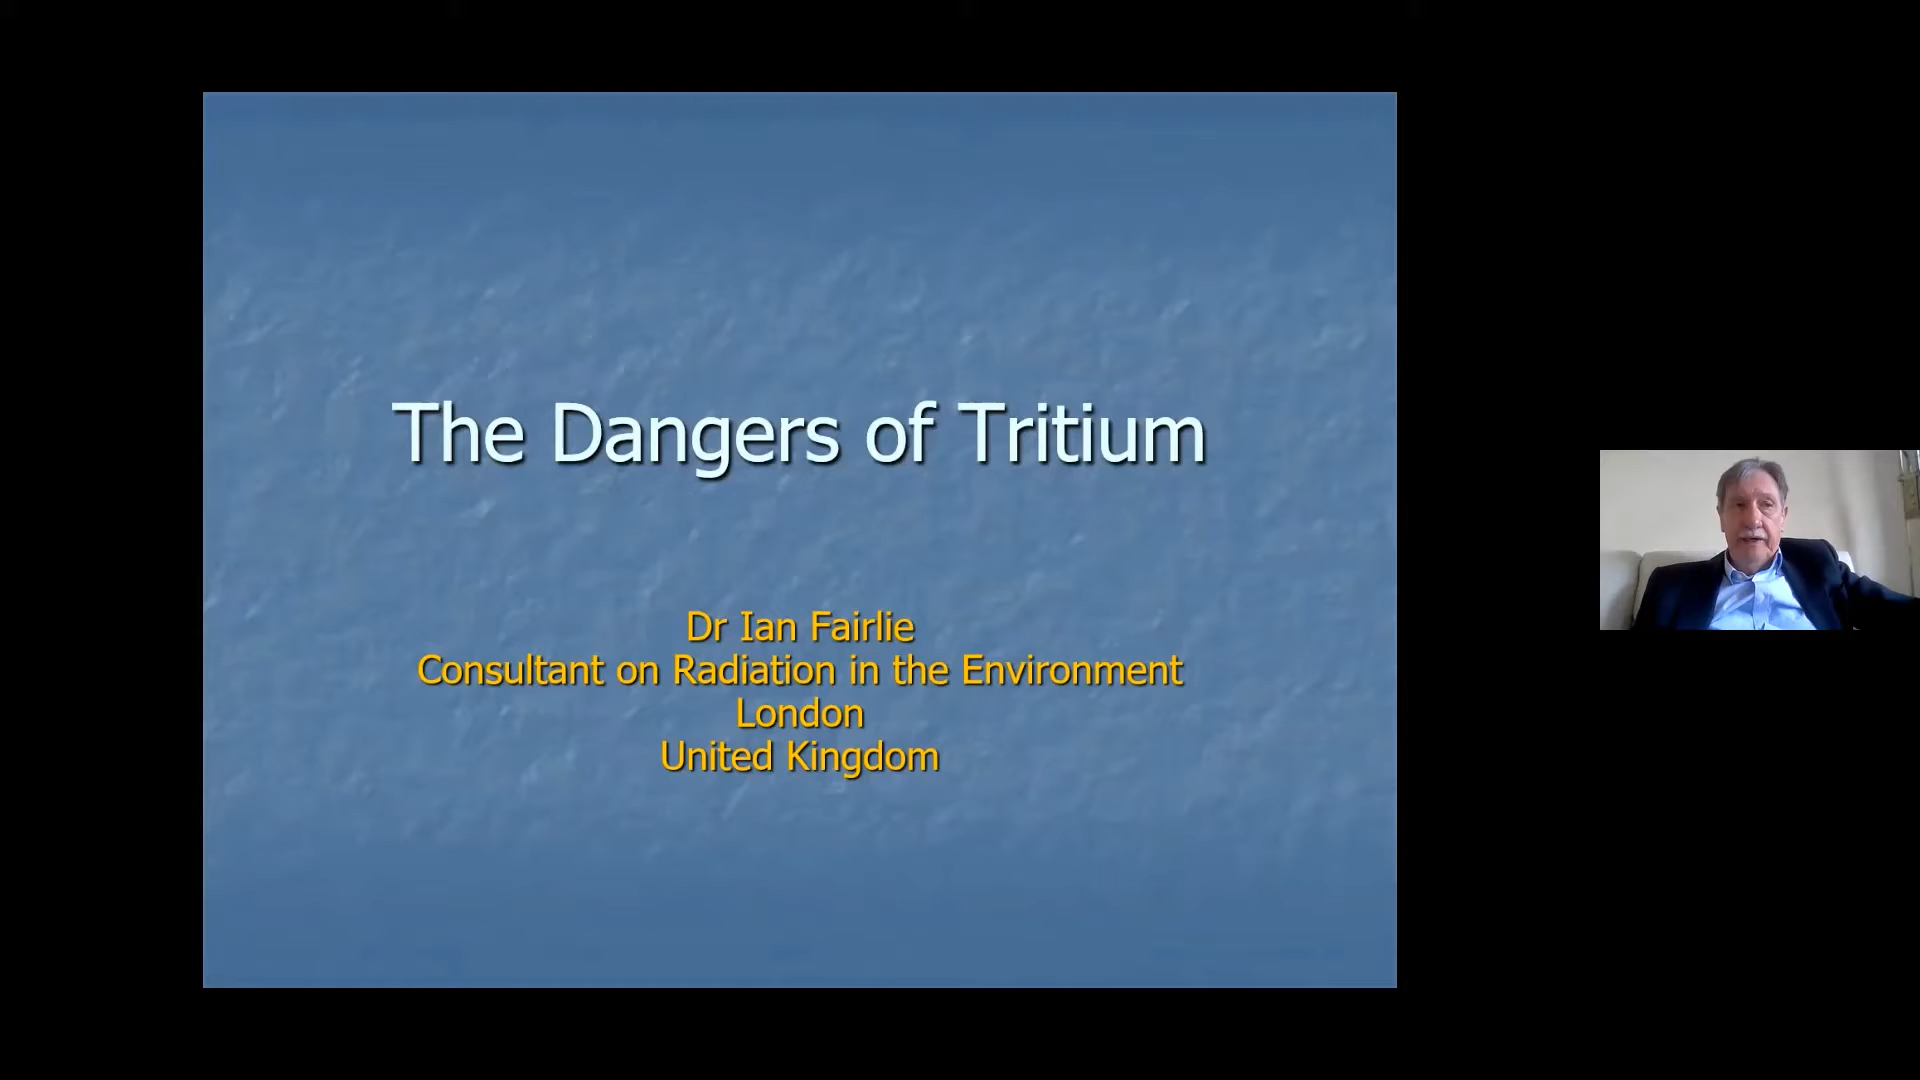 The Dangers of Tritium
Dr Ian Fairlie
Consultant on Radiation in the Environment
London
United Kingdom